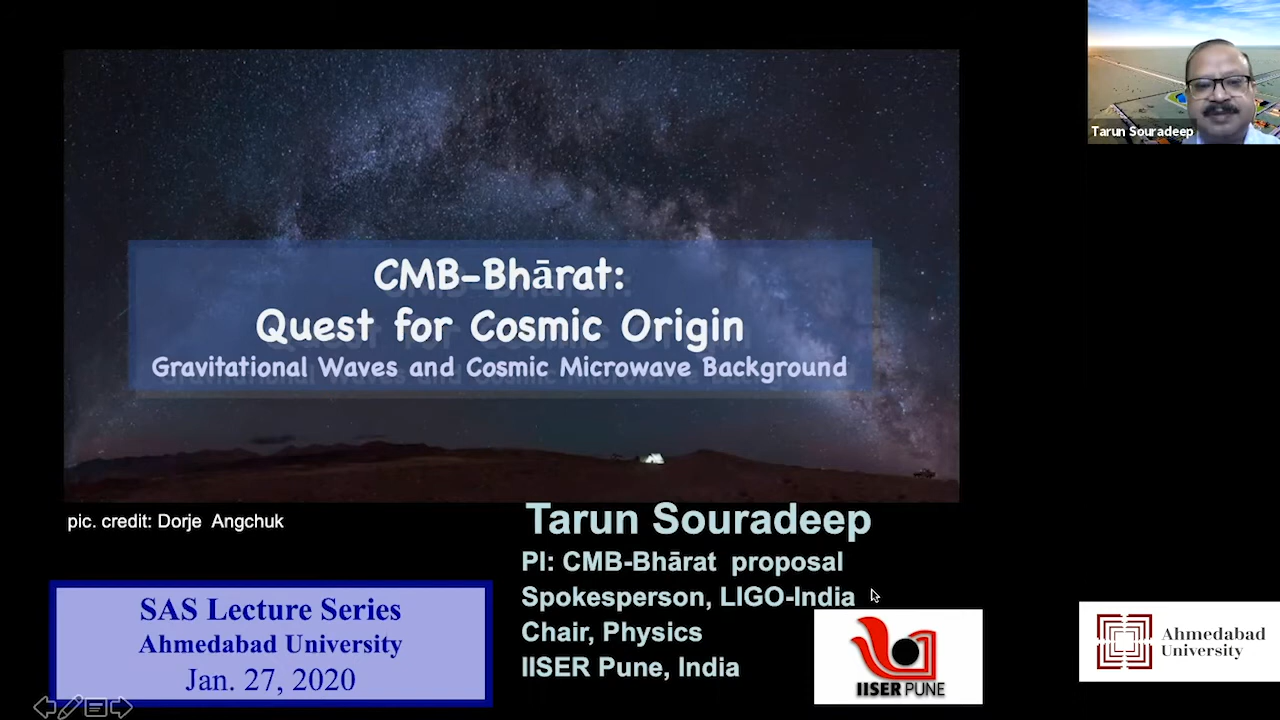 Tarun Souradeep
CMB-Bhārat:
Quest for Cosmic Origin
Gravitational Waves and Cosmic Microwave Background
pic. credit: Dorje Angchuk
Tarun Souradeep
PI: CMB-Bhārat proposal
Spokesperson, LIGO-India
Chair, Physics
IISER Pune, India
SAS Lecture Series
Ahmedabad University
Jan. 27, 2020
IISER PUNE
Ahmedabad
University